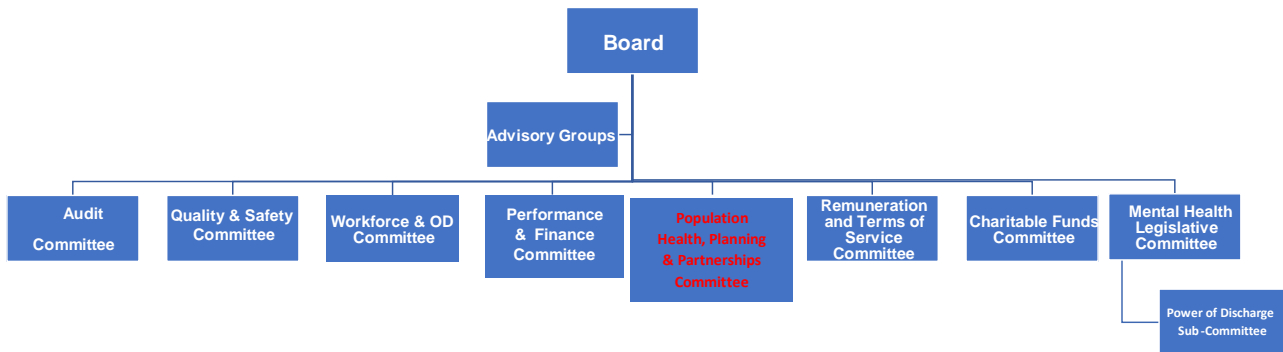 Board
Advisory Groups
Audit
Committee
Quality & Safety
Committee
Workforce & OD
Committee
Performance
& Finance
Committee
Population
Health, Planning
& Partnerships
Committee
Remuneration
and Terms of
Service
Committee
Charitable Funds
Committee
Mental Health
Legislative
Committee
Power of Discharge
Sub-Committee